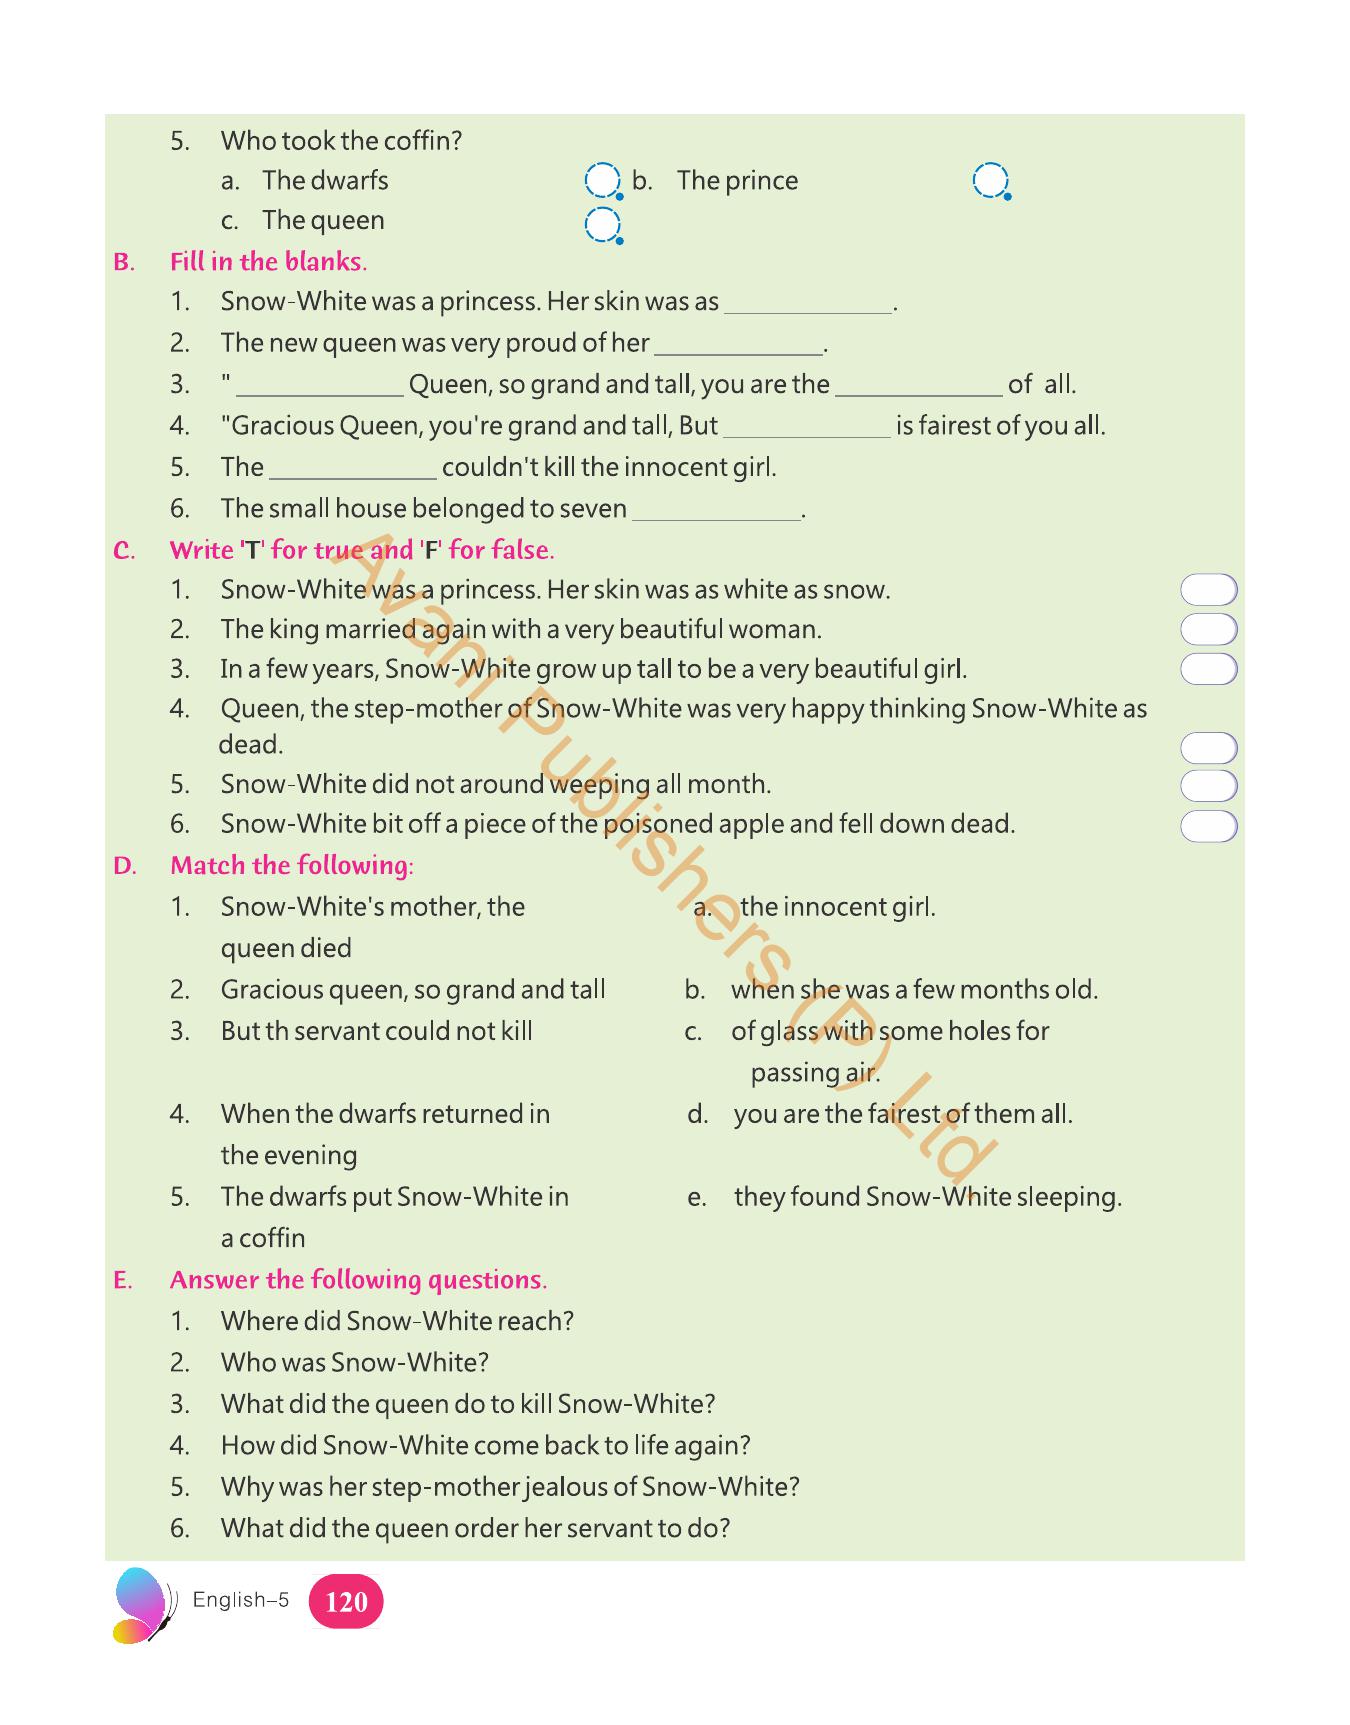 5. Who took the coffin?
a. The dwarfs b. The prince
c. The queen
B. Fill in the blanks.
1. Snow-White was a princess. Her skin was as ____________.
2. The new queen was very proud of her ____________.
3. " ____________ Queen, so grand and tall, you are the ____________ of all.
4. "Gracious Queen, you're grand and tall, But ____________ is fairest of you all.
5. The ____________ couldn't kill the innocent girl.
6. The small house belonged to seven ____________.
C. Write 'T' for true and 'F' for false.
1. Snow-White was a princess. Her skin was as white as snow.
2. The king married again with a very beautiful woman.
3. In a few years, Snow-White grow up tall to be a very beautiful girl.
4. Queen, the step-mother of Snow-White was very happy thinking Snow-White as
dead.
5. Snow-White did not around weeping all month.
6. Snow-White bit off a piece of the poisoned apple and fell down dead.
D. Match the following:
1. Snow-White's mother, the a. the innocent girl.
queen died
2. Gracious queen, so grand and tall b. when she was a few months old.
3. But th servant could not kill c. of glass with some holes for
passing air.
4. When the dwarfs returned in d. you are the fairest of them all.
the evening
5. The dwarfs put Snow-White in e. they found Snow-White sleeping.
a coffin
E. Answer the following questions.
1. Where did Snow-White reach?
2. Who was Snow-White?
3. What did the queen do to kill Snow-White?
4. How did Snow-White come back to life again?
5. Why was her step-mother jealous of Snow-White?
6. What did the queen order her servant to do?
English–5 120
Avani Publishers (P) Ltd.